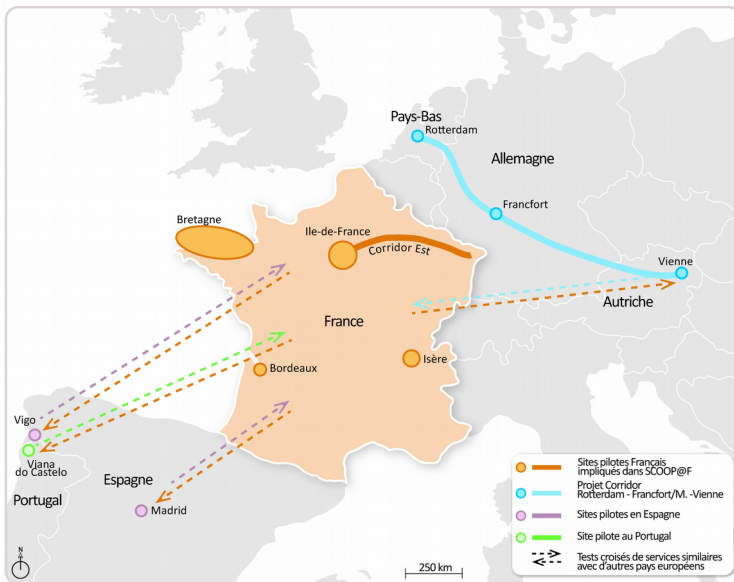 Pays-Bas
Rotterdam
Allemagne
Francfort
Bretagne
Ile-de-France
Corridor Est
Vienne
Autriche
France
Isère
Bordeaux
Vigo
Viana
do Castelo
Espagne
Portugal
Madrid
Sites pilotes Français
impliqués dans SCOOP@F
Projet Corridor
Rotterdam - Francfort/M. -Vienne
Sites pilotes en Espagne
Site pilote au Portugal
Tests croisés de services similaires
avec d'autres pays européens
N
250 km